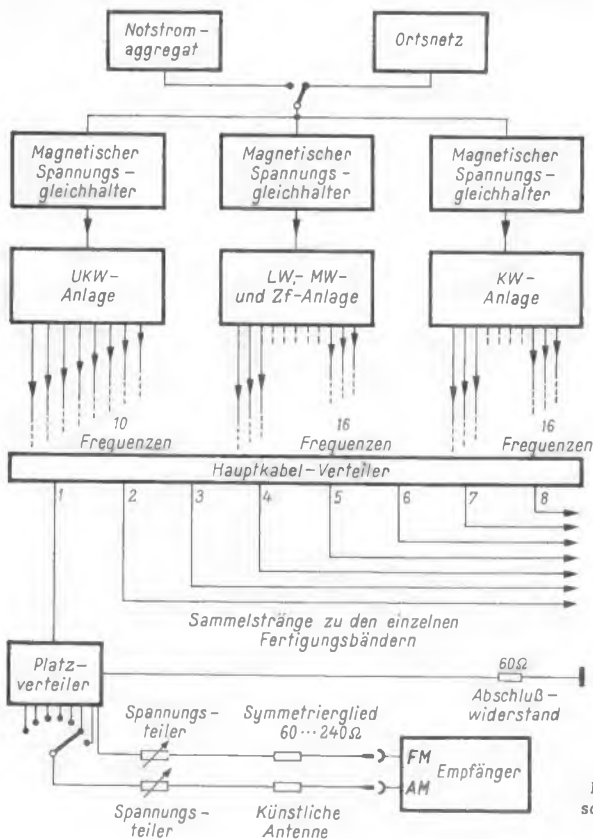 Notstrom-
aggregat
Ortsnetz
Magnetischer
Spannungs-
gleichhalter
Magnetischer
Spannungs-
gleichhalter
Magnetischer
Spannungs-
gleichhalter
UKW-
Anlage
LW,- MW-
und Zf-Anlage
KW-
Anlage
10
Frequenzen
16
Frequenzen
16
Frequenzen
Hauptkabel-Verteiler
1 2 3 4 5 6 7 8
Sammelstränge zu den einzelnen
Fertigungsbändern
Platz-
verteiler
60Ω
Abschluß-
widerstand
Spannungs-
teiler
Symmetrierglied
60···240Ω
FM
AM
Empfänger
Spannungs-
teiler
Künstliche
Antenne